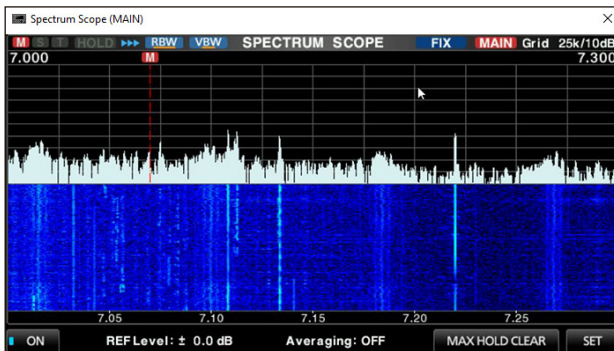 Spectrum Scope (MAIN)
M S T HOLD RBW VBW SPECTRUM SCOPE FIX MAIN Grid 25k/10dB
7.000 M 7.300
7.05 7.10 7.15 7.20 7.25
ON REF Level: ± 0.0 dB Averaging: OFF MAX HOLD CLEAR SET